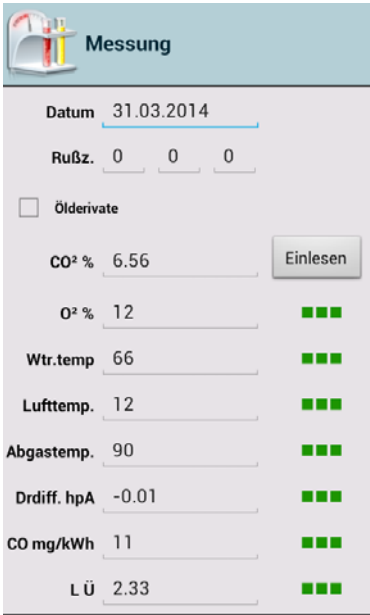 Messung
Datum 31.03.2014
Rußz. 0 0 0
Ölderivate
CO² % 6.56 Einlesen
O² % 12
Wtr.temp 66
Lufttemp. 12
Abgastemp. 90
Drdiff. hpA -0.01
CO mg/kWh 11
L Ü 2.33